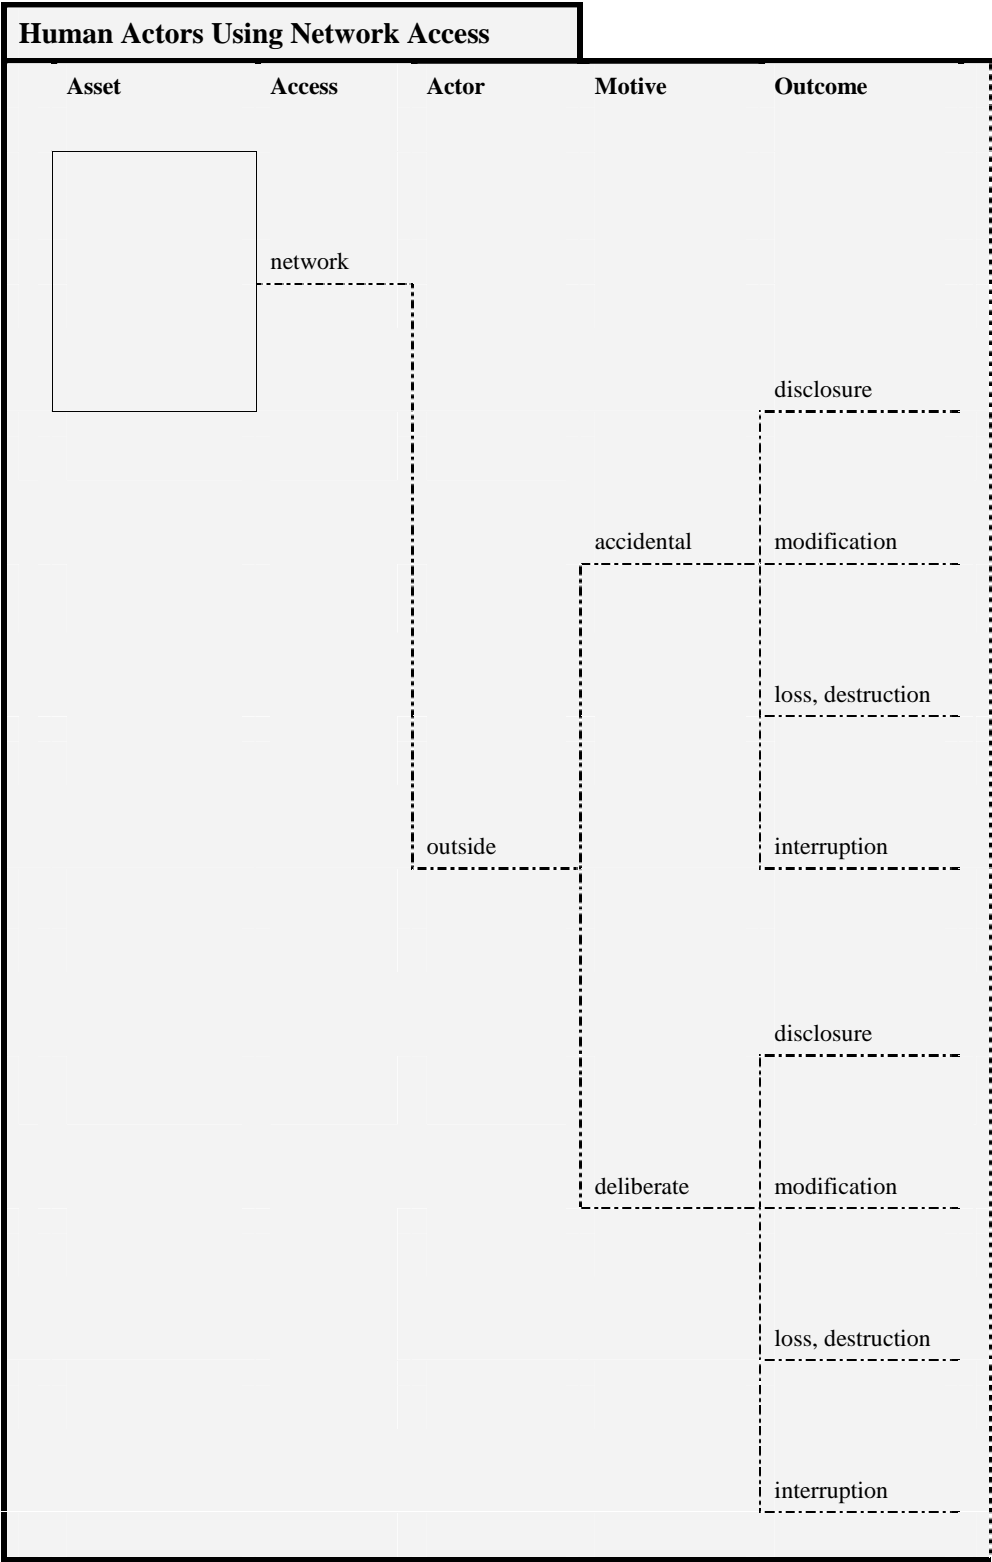 Human Actors Using Network Access
Asset Access Actor Motive Outcome
network
disclosure
accidental modification
loss, destruction
outside interruption
disclosure
deliberate modification
loss, destruction
interruption